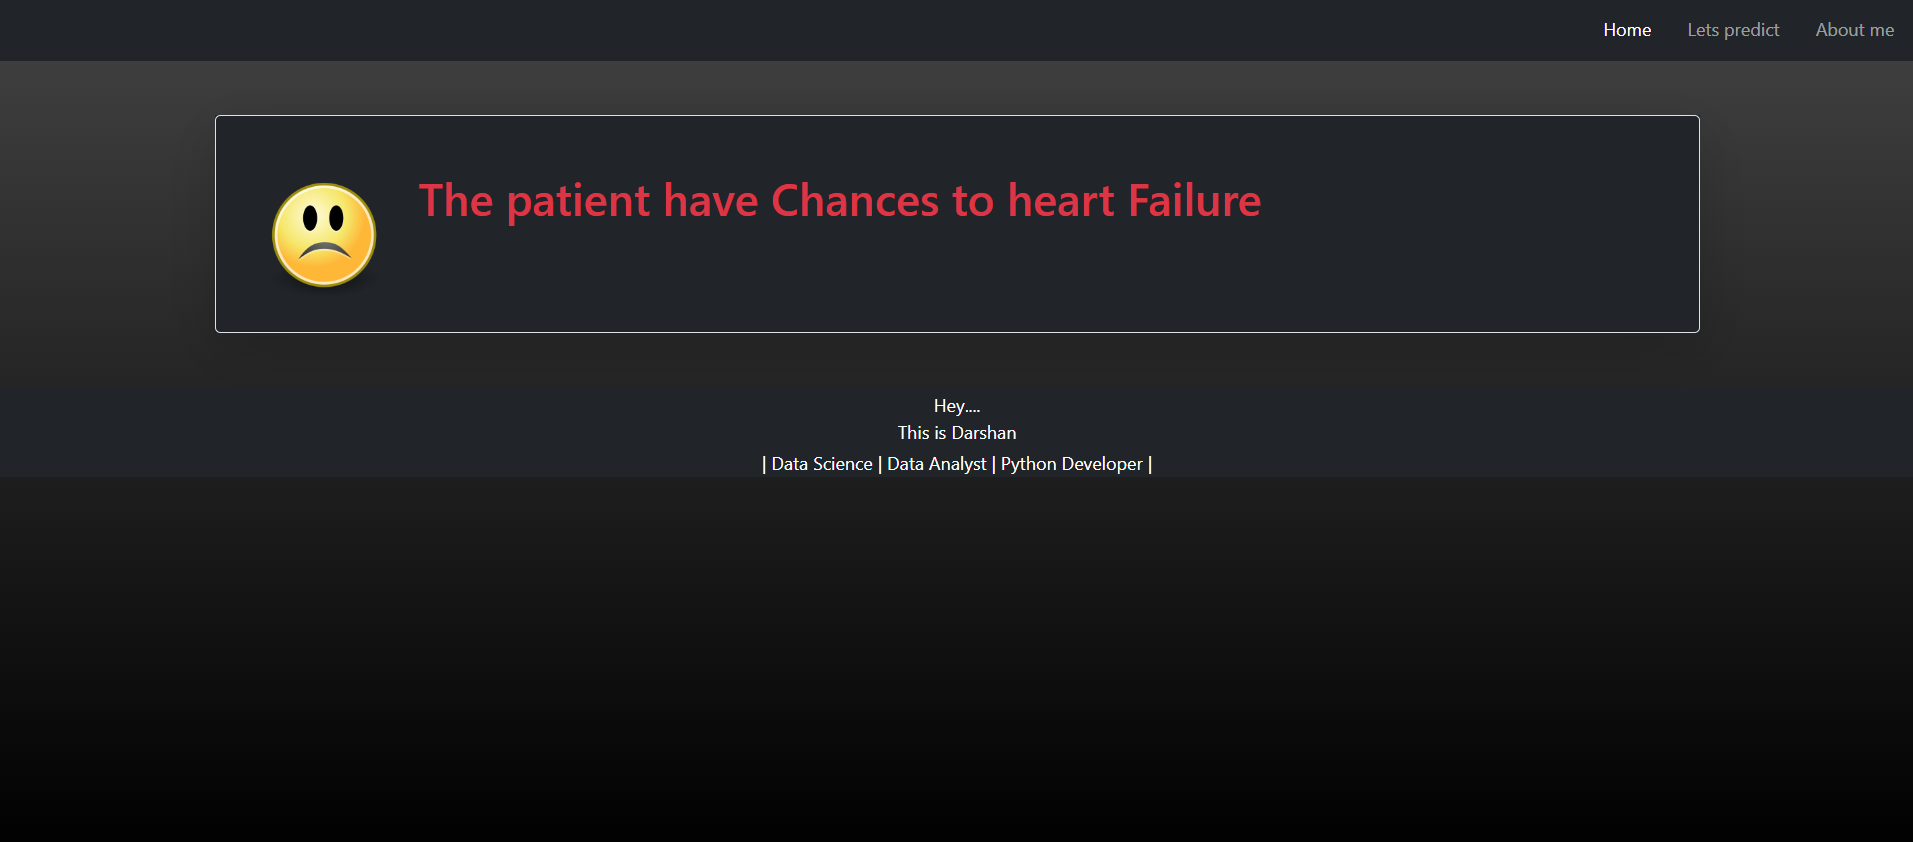 Home Lets predict About me
The patient have Chances to heart Failure
Hey....
This is Darshan
| Data Science | Data Analyst | Python Developer |